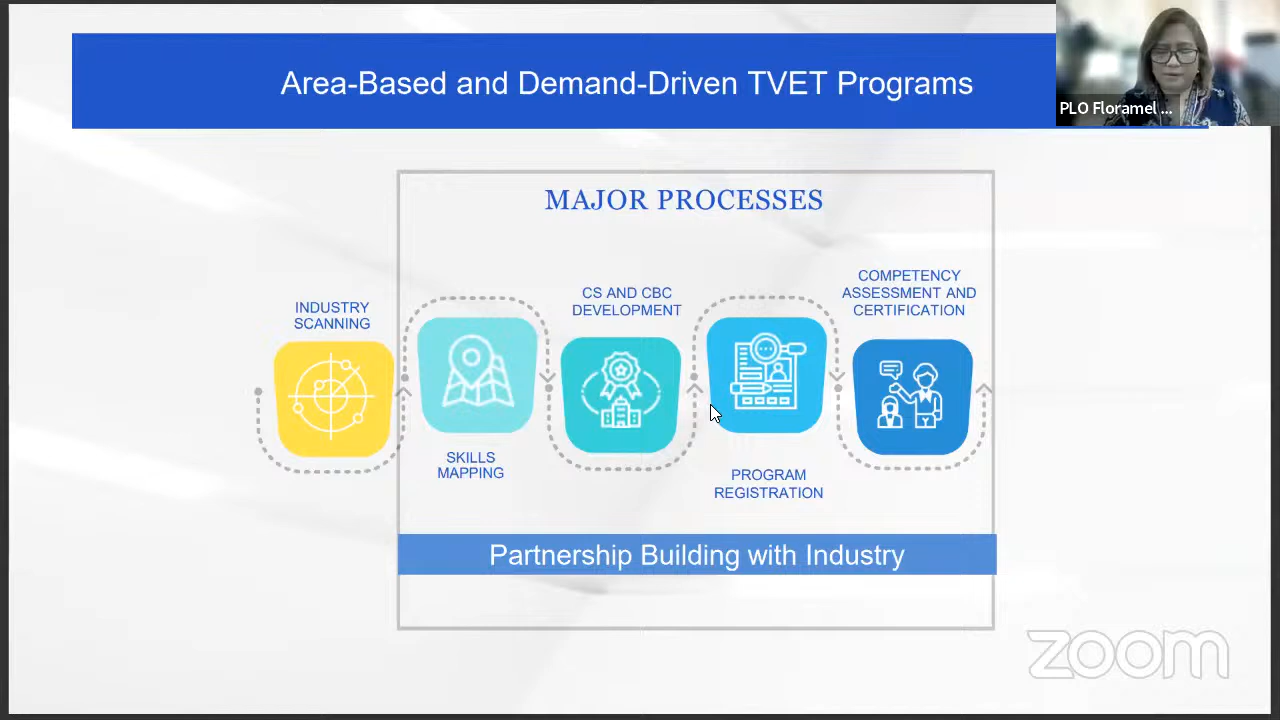 Area-Based and Demand-Driven TVET Programs
PLO Floramel ...
MAJOR PROCESSES
INDUSTRY
SCANNING
SKILLS
MAPPING
CS AND CBC
DEVELOPMENT
PROGRAM
REGISTRATION
COMPETENCY
ASSESSMENT AND
CERTIFICATION
Partnership Building with Industry
zoom